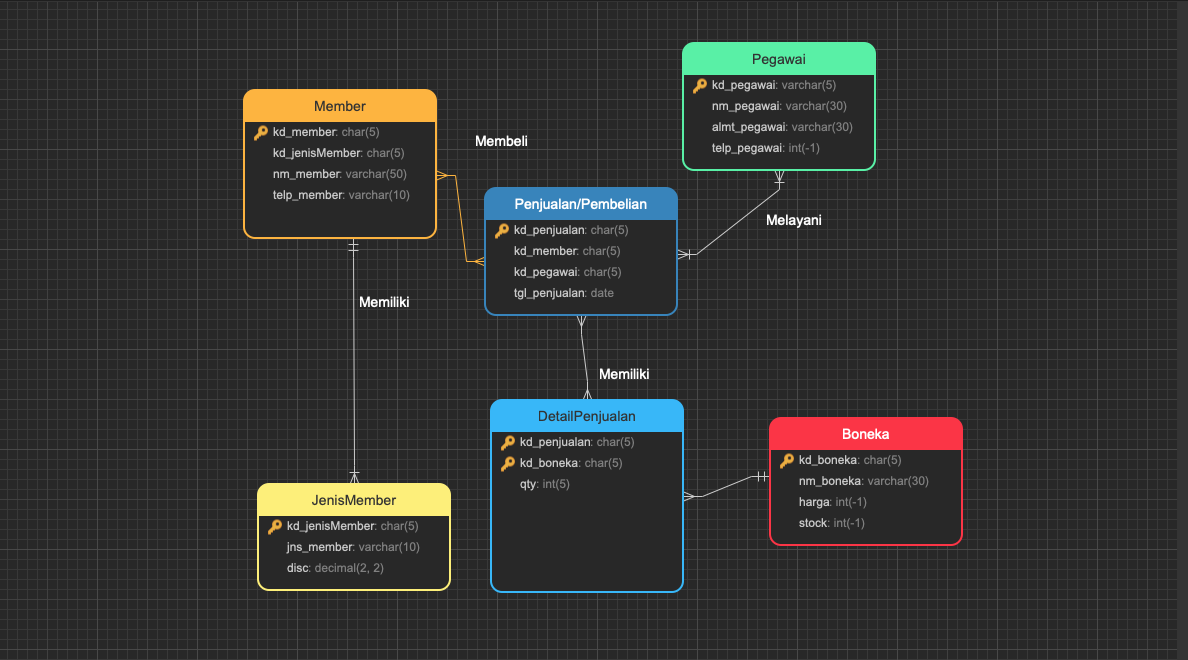 Pegawai
kd_pegawai: varchar(5)
nm_pegawai: varchar(30)
almt_pegawai: varchar(30)
telp_pegawai: int(-1)
Member
kd_member: char(5)
kd_jenisMember: char(5)
nm_member: varchar(50)
telp_member: varchar(10)
Membeli
Penjualan/Pembelian
kd_penjualan: char(5)
kd_member: char(5)
kd_pegawai: char(5)
tgl_penjualan: date
Melayani
Memiliki
Memiliki
DetailPenjualan
kd_penjualan: char(5)
kd_boneka: char(5)
qty: int(5)
Boneka
kd_boneka: char(5)
nm_boneka: varchar(30)
harga: int(-1)
stock: int(-1)
JenisMember
kd_jenisMember: char(5)
jns_member: varchar(10)
disc: decimal(2, 2)